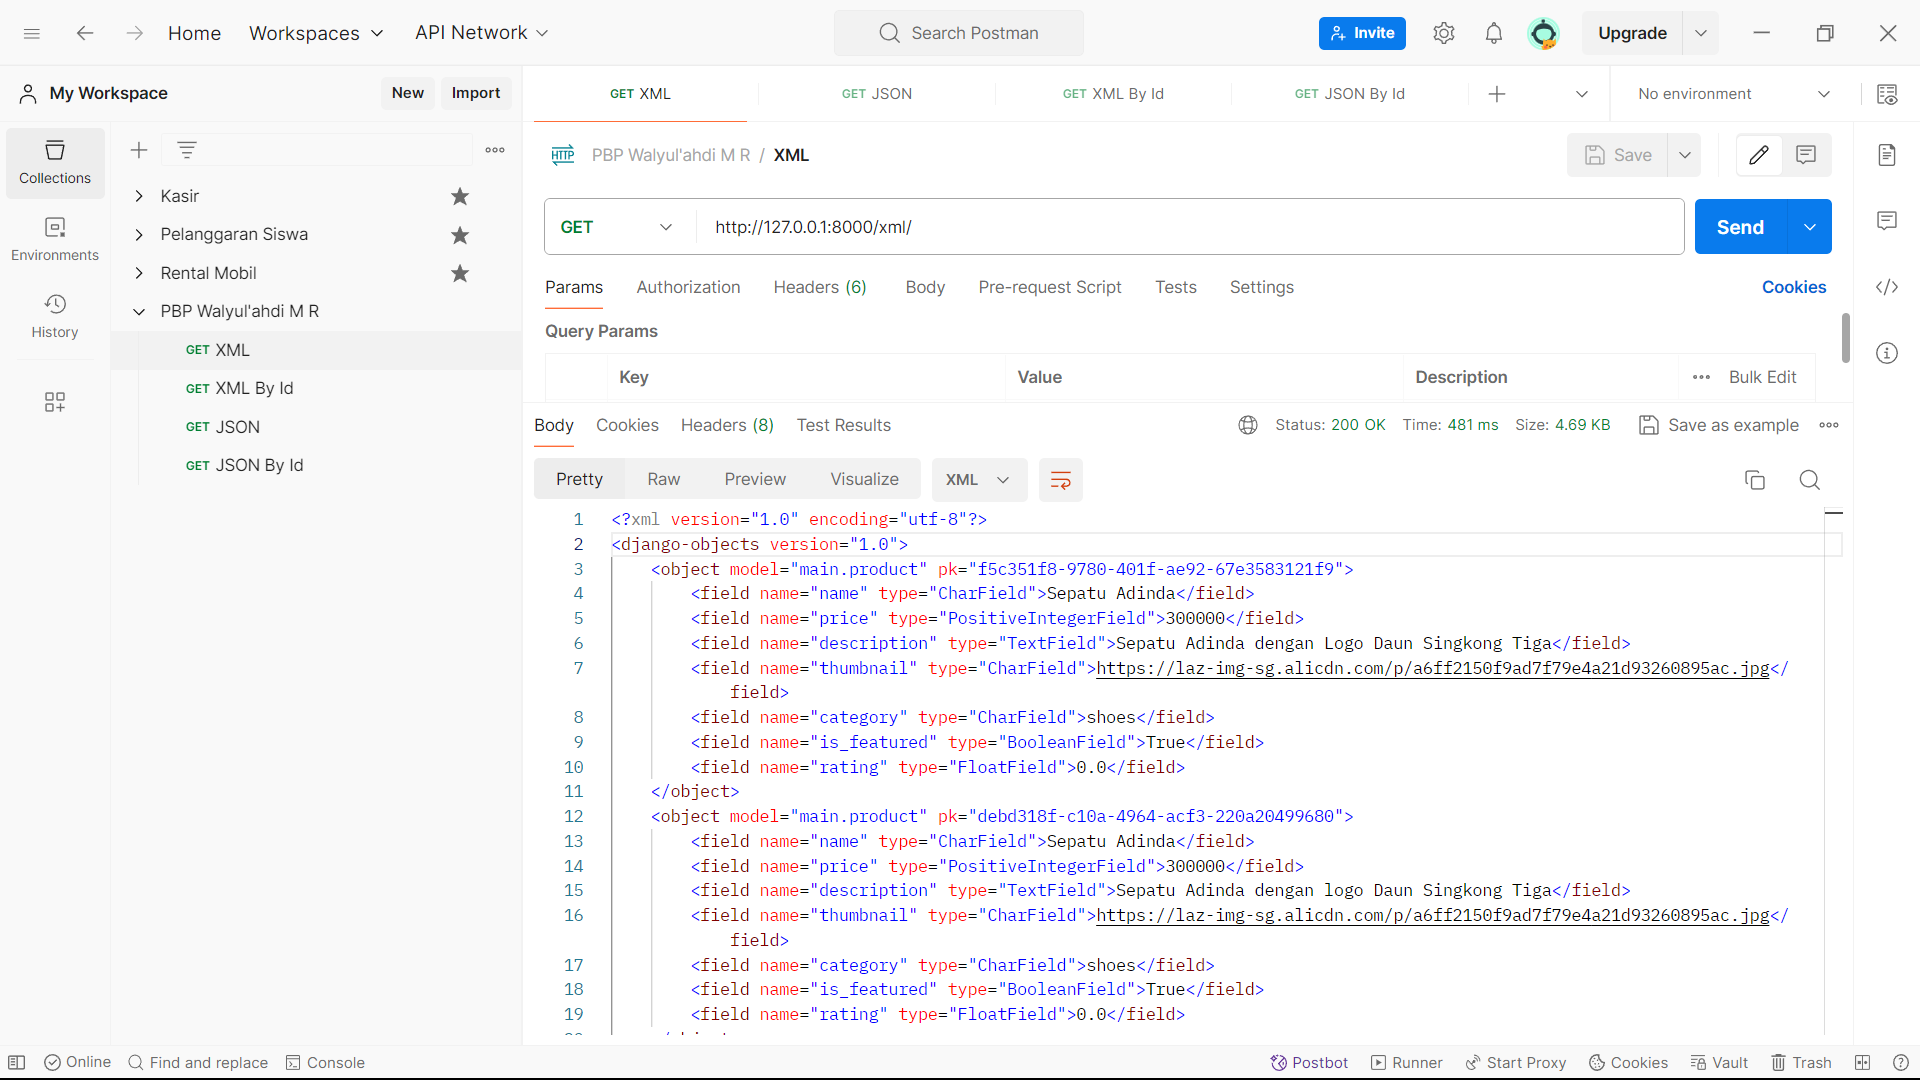 Home Workspaces API Network Search Postman Invite Upgrade
My Workspace New Import
GET XML GET JSON GET XML By Id GET JSON By Id No environment
Collections
Environments
History
Kasir
Pelanggaran Siswa
Rental Mobil
PBP Walyul'ahdi M R
GET XML
GET XML By Id
GET JSON
GET JSON By Id
HTTP PBP Walyul'ahdi M R / XML Save
GET http://127.0.0.1:8000/xml/ Send
Params Authorization Headers (6) Body Pre-request Script Tests Settings Cookies
Query Params
Key Value Description Bulk Edit
Body Cookies Headers (8) Test Results Status: 200 OK Time: 481 ms Size: 4.69 KB Save as example
Pretty Raw Preview Visualize XML
1 <?xml version="1.0" encoding="utf-8"?>
2 <django-objects version="1.0">
3 <object model="main.product" pk="f5c351f8-9780-401f-ae92-67e3583121f9">
4 <field name="name" type="CharField">Sepatu Adinda</field>
5 <field name="price" type="PositiveIntegerField">300000</field>
6 <field name="description" type="TextField">Sepatu Adinda dengan Logo Daun Singkong Tiga</field>
7 <field name="thumbnail" type="CharField">https://laz-img-sg.alicdn.com/p/a6ff2150f9ad7f79e4a21d93260895ac.jpg</
field>
8 <field name="category" type="CharField">shoes</field>
9 <field name="is_featured" type="BooleanField">True</field>
10 <field name="rating" type="FloatField">0.0</field>
11 </object>
12 <object model="main.product" pk="debd318f-c10a-4964-acf3-220a20499680">
13 <field name="name" type="CharField">Sepatu Adinda</field>
14 <field name="price" type="PositiveIntegerField">300000</field>
15 <field name="description" type="TextField">Sepatu Adinda dengan logo Daun Singkong Tiga</field>
16 <field name="thumbnail" type="CharField">https://laz-img-sg.alicdn.com/p/a6ff2150f9ad7f79e4a21d93260895ac.jpg</
field>
17 <field name="category" type="CharField">shoes</field>
18 <field name="is_featured" type="BooleanField">True</field>
19 <field name="rating" type="FloatField">0.0</field>
Online Find and replace Console Postbot Runner Start Proxy Cookies Vault Trash